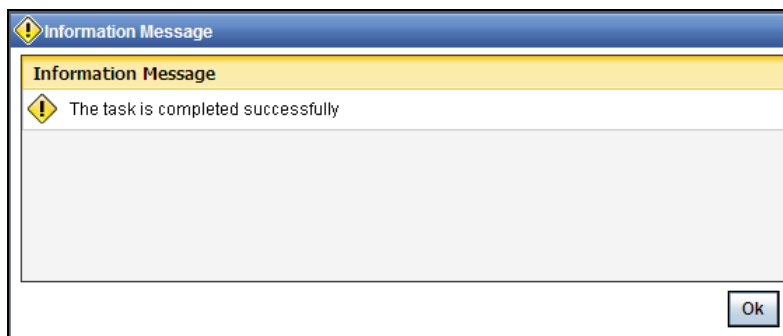 Information Message
Information Message
The task is completed successfully
Ok